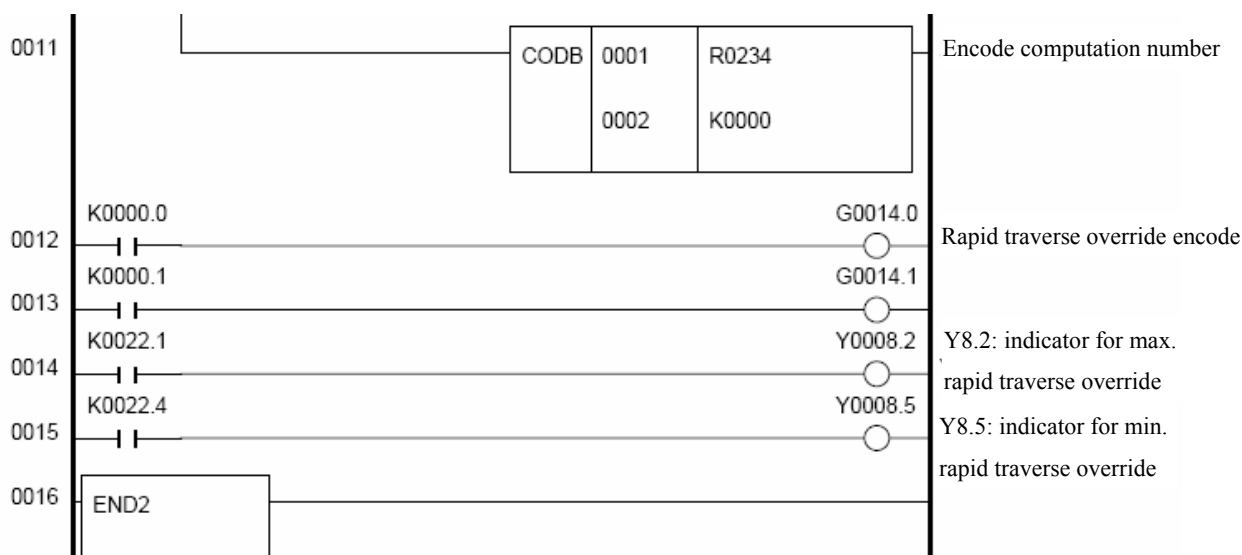 0011
CODB 0001 R0234
0002 K0000
Encode computation number
K0000.0 G0014.0
0012
Rapid traverse override encode
K0000.1 G0014.1
0013
K0022.1 Y0008.2
0014
Y8.2: indicator for max.
rapid traverse override
K0022.4 Y0008.5
0015
Y8.5: indicator for min.
rapid traverse override
0016
END2